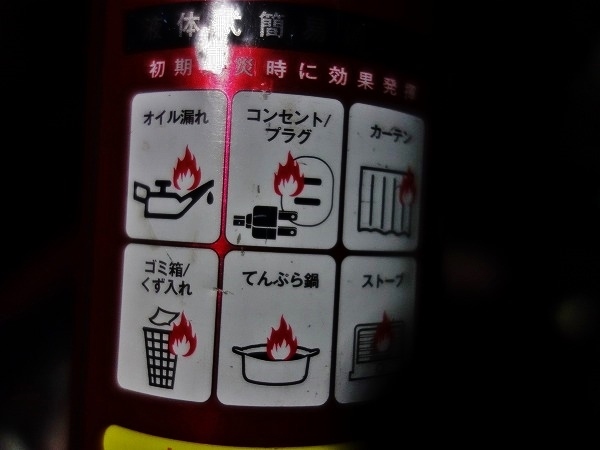 体式簡
初期 災時に効果発揮
オイル漏れ
コンセント/
プラグ
カーテン
ゴミ箱/
くず入れ
てんぷら鍋
ストーブ